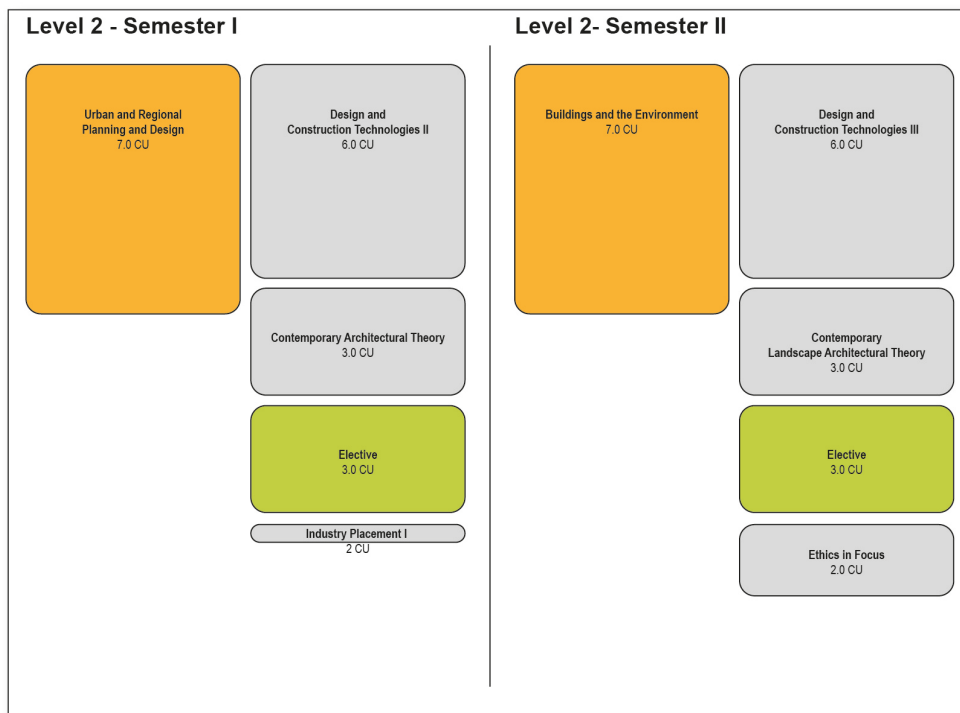 Level 2 - Semester I
Urban and Regional
Planning and Design
7.0 CU
Design and
Construction Technologies II
6.0 CU
Contemporary Architectural Theory
3.0 CU
Elective
3.0 CU
Industry Placement I
2 CU
Level 2- Semester II
Buildings and the Environment
7.0 CU
Design and
Construction Technologies III
6.0 CU
Contemporary
Landscape Architectural Theory
3.0 CU
Elective
3.0 CU
Ethics in Focus
2.0 CU